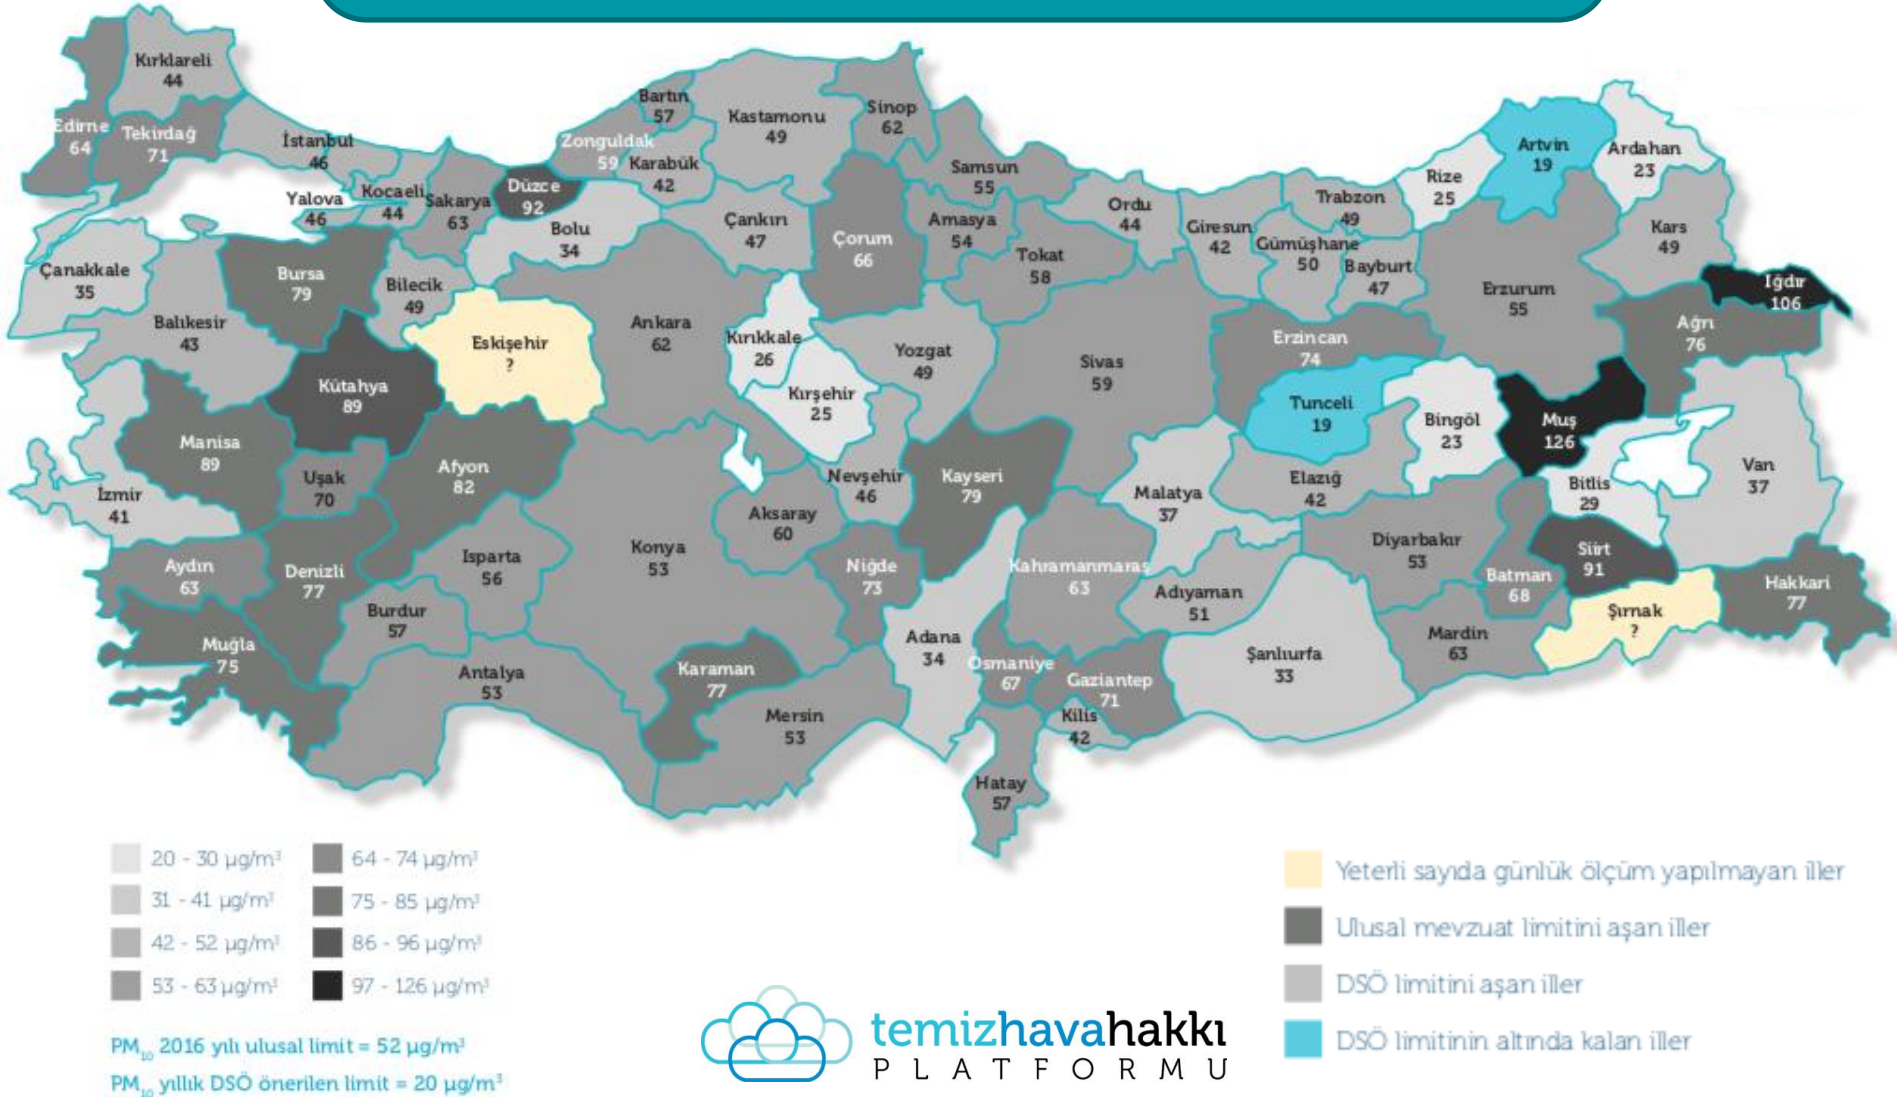 Kırklareli
44
Edirne
64
Tekirdağ
71
İstanbul
46
Yalova
46
Kocaeli
44
Sakarya
63
Düzce
92
Zonguldak
59
Bartın
57
Karabük
42
Kastamonu
49
Sinop
62
Bolu
34
Çankırı
47
Çorum
66
Samsun
55
Amasya
54
Tokat
58
Ordu
44
Giresun
42
Gümüşhane
50
Trabzon
49
Bayburt
47
Rize
25
Artvin
19
Ardahan
23
Kars
49
Iğdır
106
Ağrı
76
Erzurum
55
Erzincan
74
Çanakkale
35
Balıkesir
43
Bursa
79
Bilecik
49
Eskişehir
?
Kütahya
89
Ankara
62
Kırıkkale
26
Kırşehir
25
Yozgat
49
Sivas
59
Tunceli
19
Bingöl
23
Muş
126
Bitlis
29
Van
37
Manisa
89
Uşak
70
Afyon
82
İzmir
41
Aydın
63
Denizli
77
Muğla
75
Burdur
57
Isparta
56
Antalya
53
Konya
53
Aksaray
60
Nevşehir
46
Kayseri
79
Niğde
73
Karaman
77
Mersin
53
Adana
34
Osmaniye
67
Hatay
57
Kahramanmaraş
63
Gaziantep
71
Kilis
42
Malatya
37
Elazığ
42
Adıyaman
51
Şanlıurfa
33
Diyarbakır
53
Mardin
63
Batman
68
Siirt
91
Şırnak
?
Hakkari
77
20 - 30 µg/m³
31 - 41 µg/m³
42 - 52 µg/m³
53 - 63 µg/m³
64 - 74 µg/m³
75 - 85 µg/m³
86 - 96 µg/m³
97 - 126 µg/m³
PM₁₀ 2016 yılı ulusal limit = 52 µg/m³
PM₁₀ yıllık DSÖ önerilen limit = 20 µg/m³
temizhavahakkı
PLATFORMU
Yeterli sayıda günlük ölçüm yapılmayan iller
Ulusal mevzuat limitini aşan iller
DSÖ limitini aşan iller
DSÖ limitinin altında kalan iller